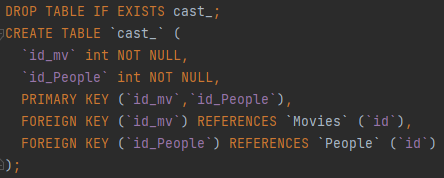 DROP TABLE IF EXISTS cast_;
CREATE TABLE `cast_` (
`id_mv` int NOT NULL,
`id_People` int NOT NULL,
PRIMARY KEY (`id_mv`,`id_People`),
FOREIGN KEY (`id_mv`) REFERENCES `Movies` (`id`),
FOREIGN KEY (`id_People`) REFERENCES `People` (`id`)
);